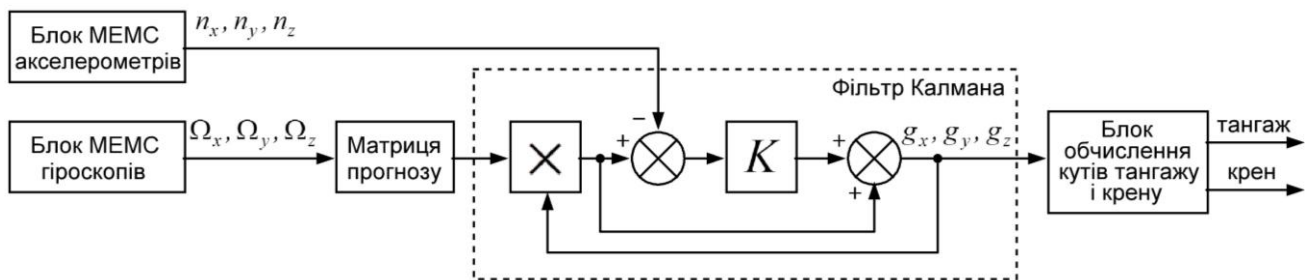 Блок МЕМС
акселерометрів
n_x, n_y, n_z
Фільтр Калмана
Блок МЕМС
гіроскопів
Ω_x, Ω_y, Ω_z
Матриця
прогнозу
×
−
+
K
+
+
g_x, g_y, g_z
Блок
обчислення
кутів тангажу
і крену
тангаж
крен